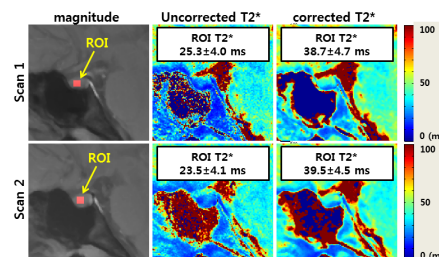 magnitude Uncorrected T2* corrected T2*
Scan 1
ROI
ROI T2*
25.3±4.0 ms
ROI T2*
38.7±4.7 ms
100
0 (m
Scan 2
ROI
ROI T2*
23.5±4.1 ms
ROI T2*
39.5±4.5 ms
100
0 (m